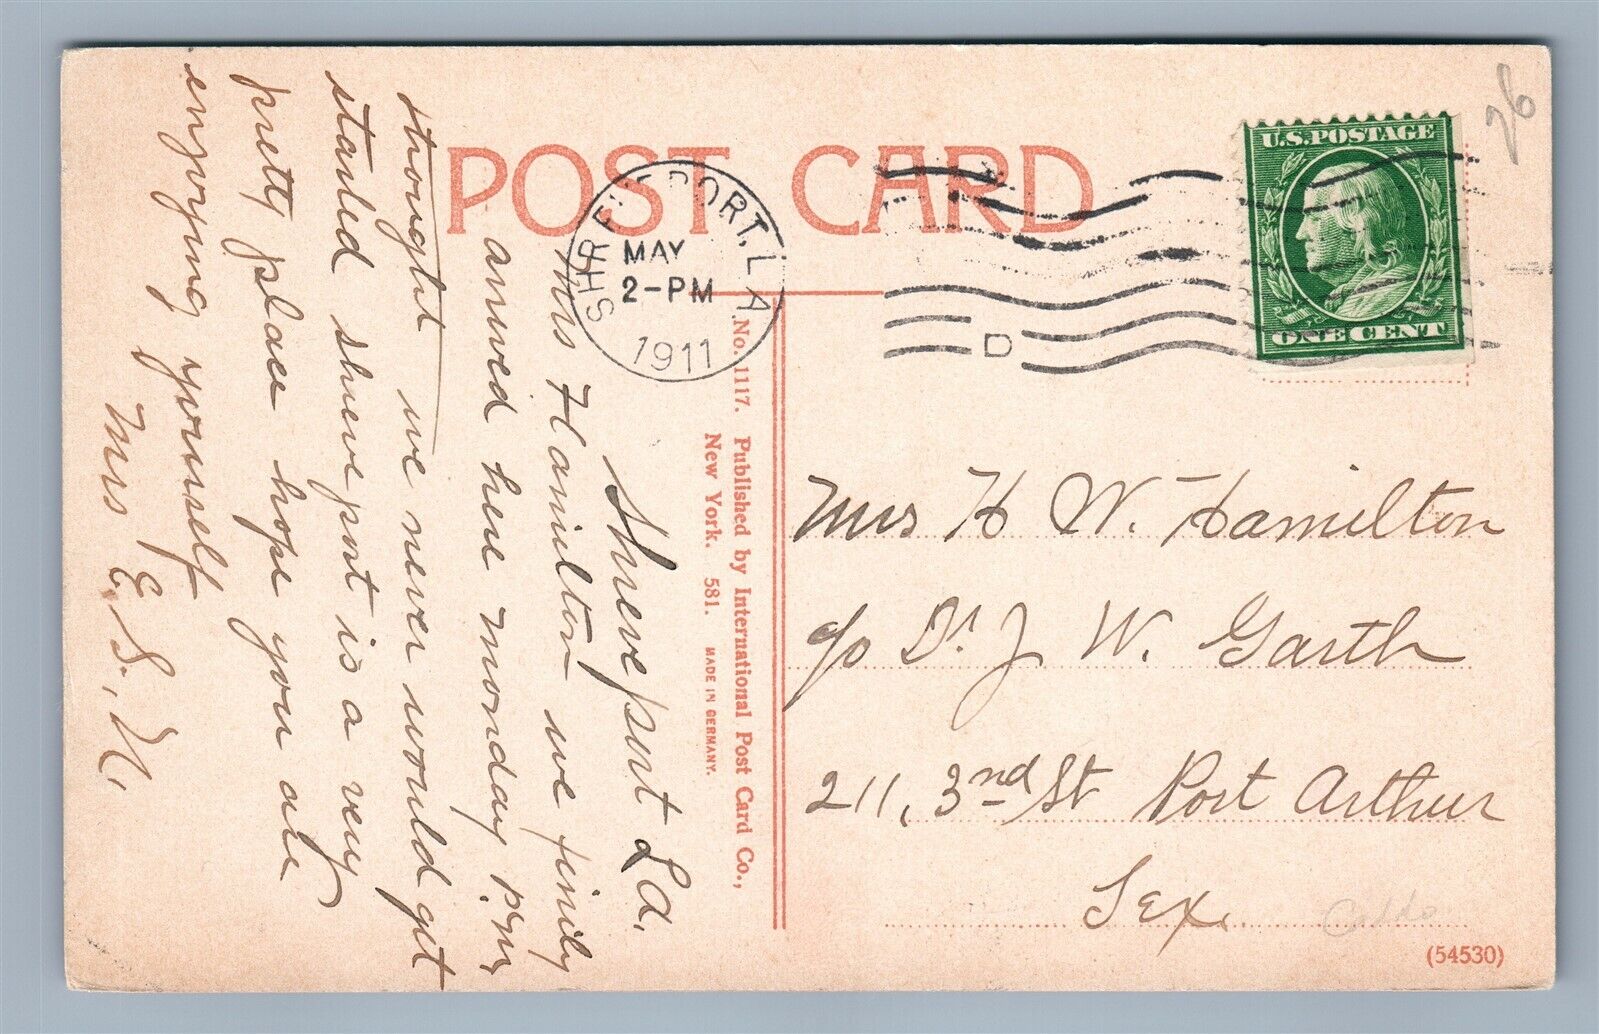 POST CARD
SHREVEPORT, LA
MAY
2-PM
1911
D
U.S. POSTAGE
ONE CENT
26
Shreveport La.
Mrs Hamilton we finily
arrived here monday P.M,
thought we never would get
started shreveport is a very
pretty place hope you are
enjoying yourself
Mrs E. S. N.
No. 1117. Published by International Post Card Co.,
New York. 581. MADE IN GERMANY.
Mrs H W. Hamilton
c/o Dr J W. Garth
211, 3nd St Port Arthur
Tex.
Caddo
(54530)